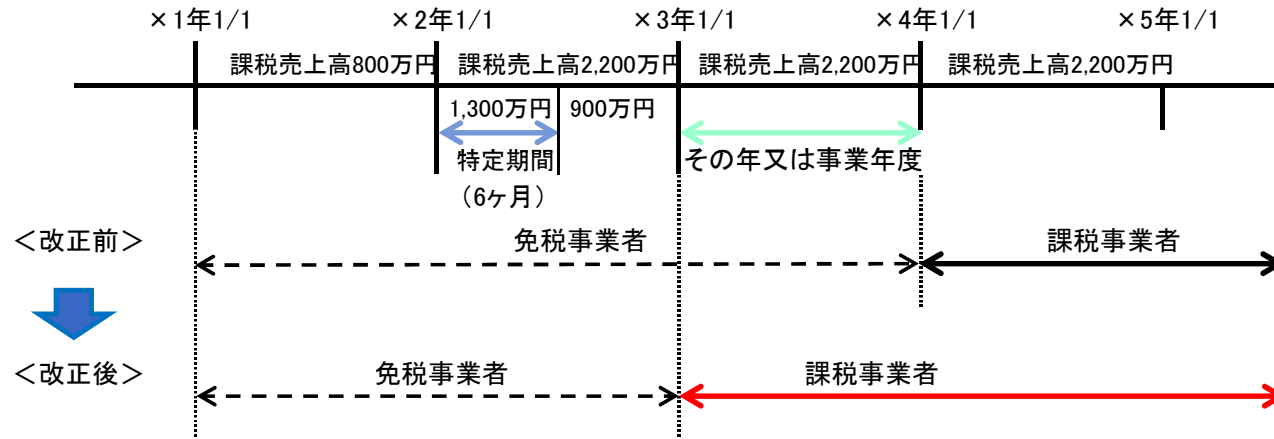 ×1年1/1 ×2年1/1 ×3年1/1 ×4年1/1 ×5年1/1
課税売上高800万円 課税売上高2,200万円 課税売上高2,200万円 課税売上高2,200万円
1,300万円 900万円
特定期間 その年又は事業年度
（6ヶ月）
＜改正前＞ 免税事業者 課税事業者
＜改正後＞ 免税事業者 課税事業者